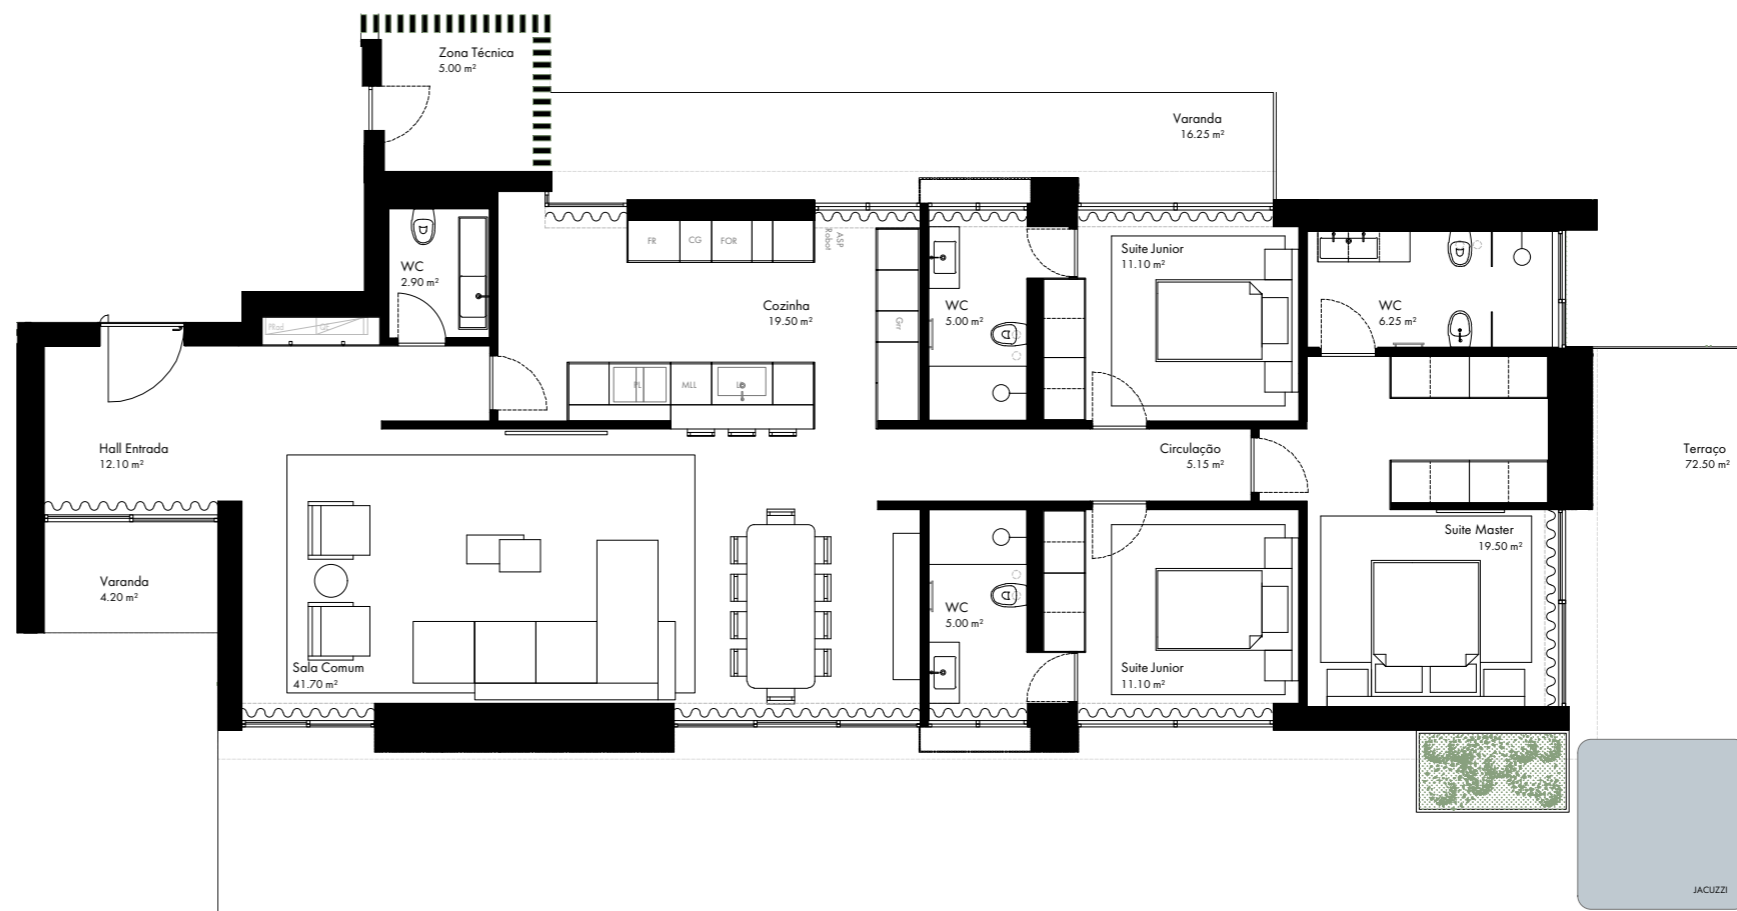 Zona Técnica
5.00 m²
Varanda
16.25 m²
WC
2.90 m²
FR
CG
FOR
ASP
Robot
Cozinha
19.50 m²
WC
5.00 m²
Suite Junior
11.10 m²
WC
6.25 m²
PL
MLL
Hall Entrada
12.10 m²
Circulação
5.15 m²
Terraço
72.50 m²
Suite Master
19.50 m²
Varanda
4.20 m²
WC
5.00 m²
Sala Comum
41.70 m²
Suite Junior
11.10 m²
JACUZZI